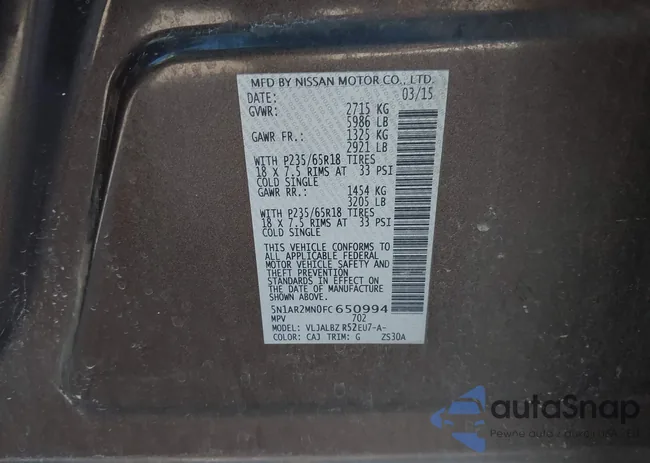 MFD BY NISSAN MOTOR CO., LTD.
DATE: 03/15
GVWR: 2715 KG
5986 LB
GAWR FR.: 1325 KG
2921 LB
WITH P235/65R18 TIRES
18 X 7.5 RIMS AT 33 PSI
COLD SINGLE
GAWR RR.: 1454 KG
3205 LB
WITH P235/65R18 TIRES
18 X 7.5 RIMS AT 33 PSI
COLD SINGLE
THIS VEHICLE CONFORMS TO
ALL APPLICABLE FEDERAL
MOTOR VEHICLE SAFETY AND
THEFT PREVENTION
STANDARDS IN EFFECT ON
THE DATE OF MANUFACTURE
SHOWN ABOVE.
5N1AR2MN0FC650994
MPV 702
MODEL: VLJALBZ R52EU7-A-
COLOR: CAJ TRIM: G ZS30A
autoSnap
Pewne auta z